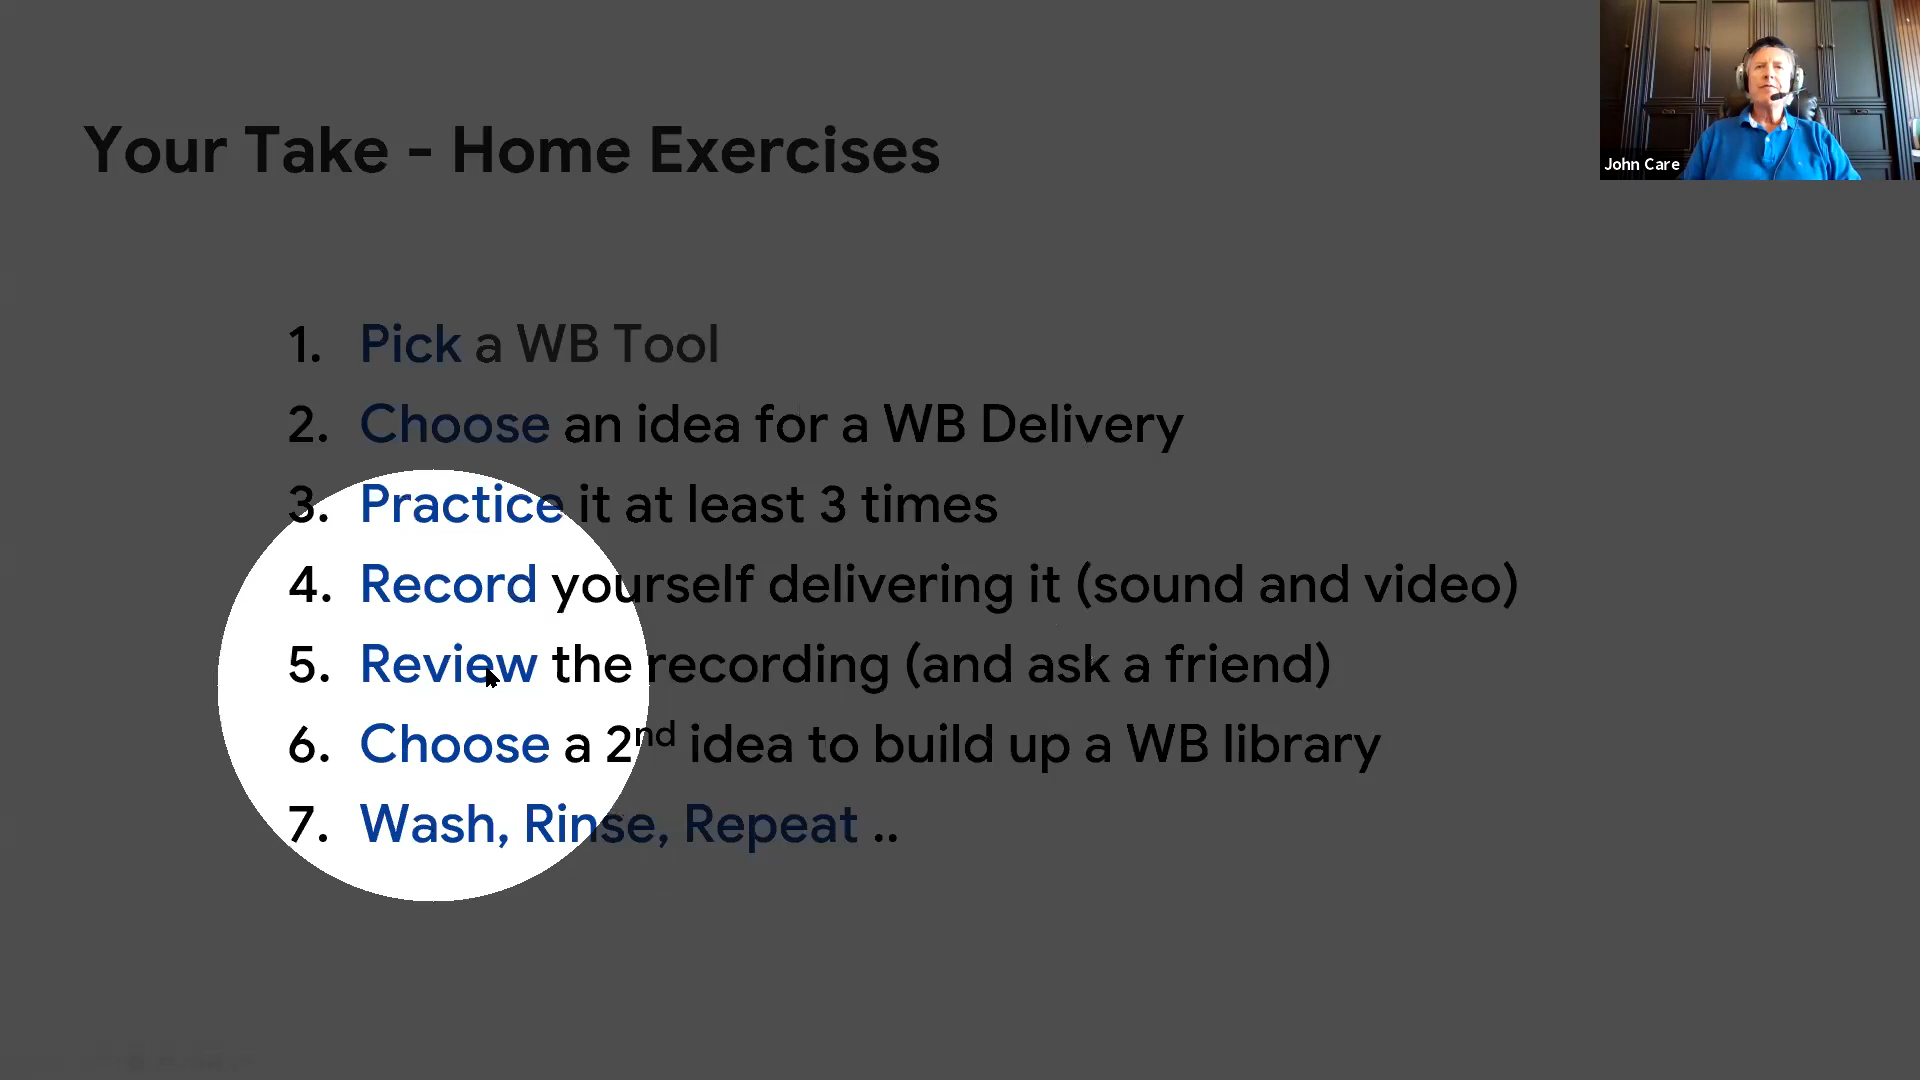 Your Take - Home Exercises
John Care
1. Pick a WB Tool
2. Choose an idea for a WB Delivery
3. Practice it at least 3 times
4. Record yourself delivering it (sound and video)
5. Review the recording (and ask a friend)
6. Choose a 2nd idea to build up a WB library
7. Wash, Rinse, Repeat ..